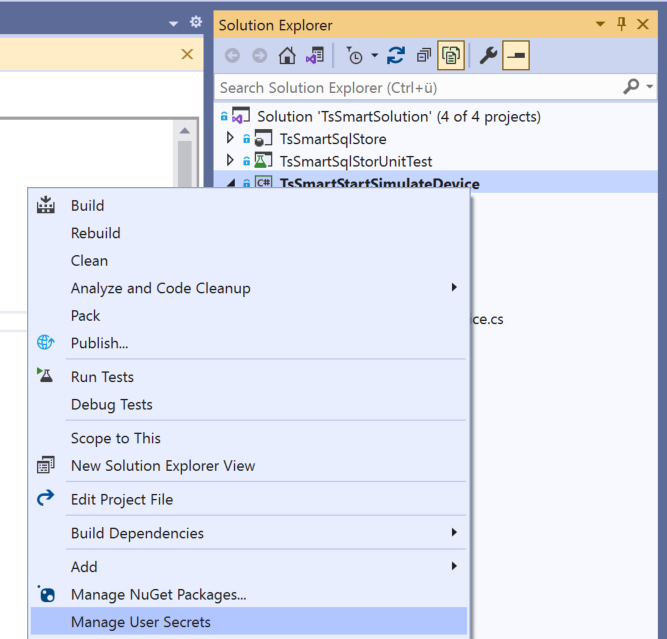 Solution Explorer
Search Solution Explorer (Ctrl+ü)
Solution 'TsSmartSolution' (4 of 4 projects)
TsSmartSqlStore
TsSmartSqlStorUnitTest
C# TsSmartStartSimulateDevice
Build
Rebuild
Clean
Analyze and Code Cleanup
Pack
ce.cs
Publish...
Run Tests
Debug Tests
Scope to This
New Solution Explorer View
Edit Project File
Build Dependencies
Add
Manage NuGet Packages...
Manage User Secrets